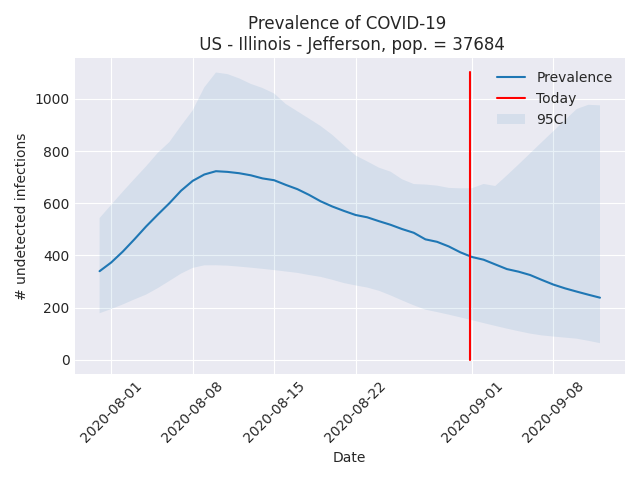 Prevalence of COVID-19
US - Illinois - Jefferson, pop. = 37684
Prevalence
Today
95CI
# undetected infections
1000
800
600
400
200
0
2020-08-01
2020-08-08
2020-08-15
2020-08-22
2020-09-01
2020-09-08
Date